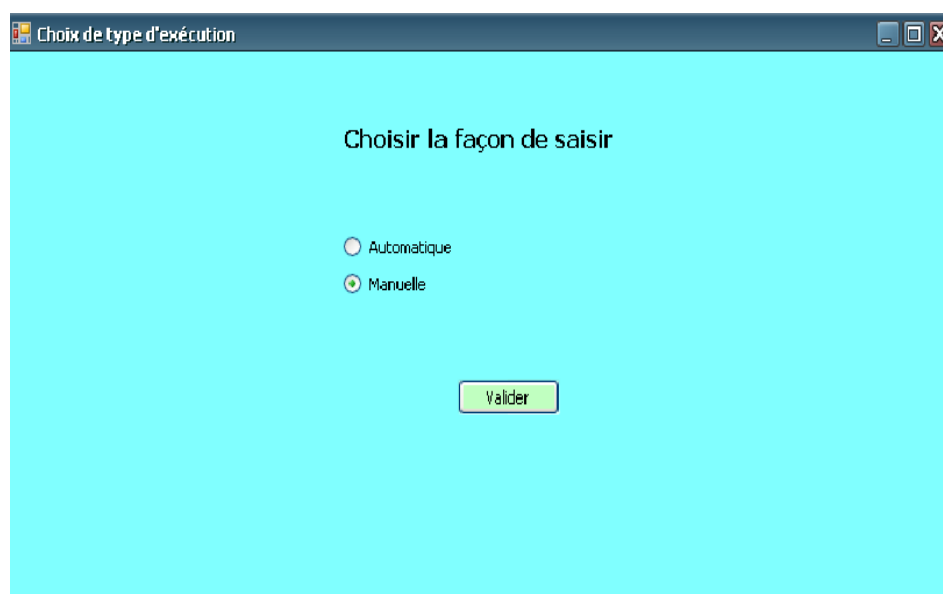 Choix de type d'exécution
Choisir la façon de saisir
Automatique
Manuelle
Valider